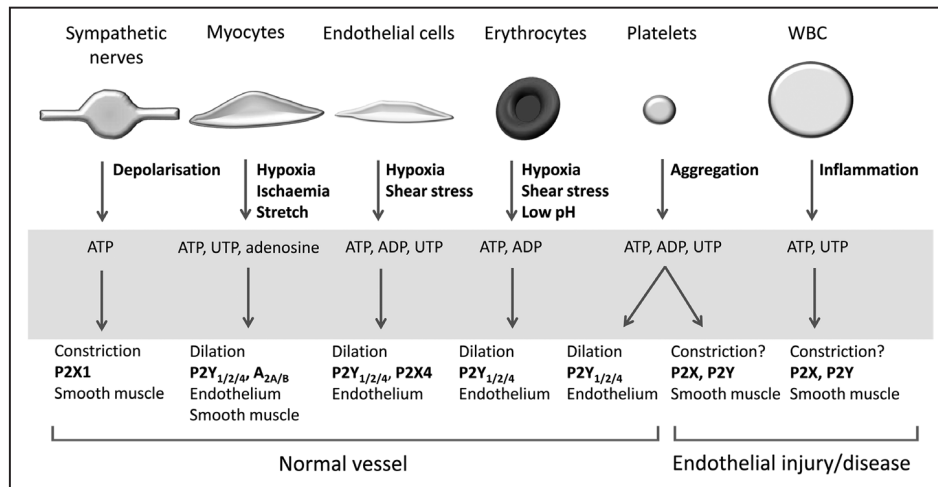 Sympathetic
nerves
Myocytes
Endothelial cells
Erythrocytes
Platelets
WBC
Depolarisation
Hypoxia
Ischaemia
Stretch
Hypoxia
Shear stress
Hypoxia
Shear stress
Low pH
Aggregation
Inflammation
ATP
ATP, UTP, adenosine
ATP, ADP, UTP
ATP, ADP
ATP, ADP, UTP
ATP, UTP
Constriction
P2X1
Smooth muscle
Dilation
P2Y1/2/4, A2A/B
Endothelium
Smooth muscle
Dilation
P2Y1/2/4, P2X4
Endothelium
Dilation
P2Y1/2/4
Endothelium
Dilation
P2Y1/2/4
Endothelium
Constriction?
P2X, P2Y
Smooth muscle
Constriction?
P2X, P2Y
Smooth muscle
Normal vessel
Endothelial injury/disease